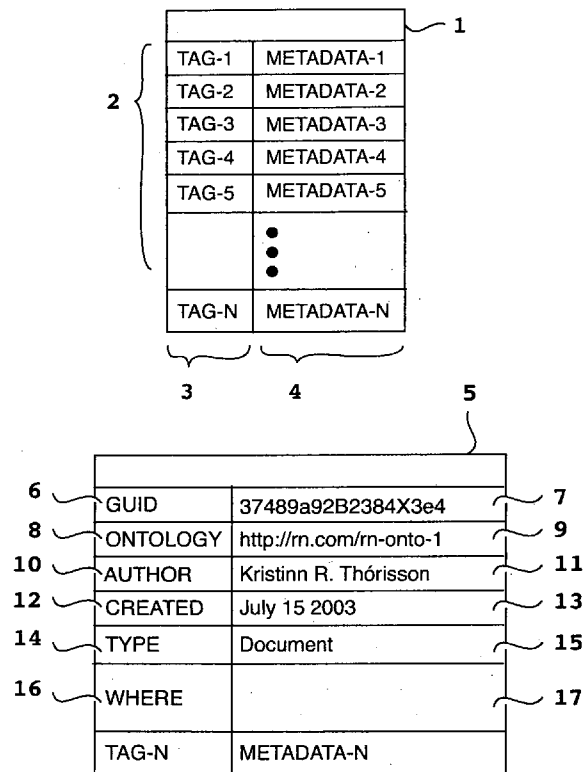 1
TAG-1 METADATA-1
2 TAG-2 METADATA-2
TAG-3 METADATA-3
TAG-4 METADATA-4
TAG-5 METADATA-5
TAG-N METADATA-N
3 4
5
6 GUID 37489a92B2384X3e4 7
8 ONTOLOGY http://rn.com/rn-onto-1 9
10 AUTHOR Kristinn R. Thórisson 11
12 CREATED July 15 2003 13
14 TYPE Document 15
16 WHERE 17
TAG-N METADATA-N